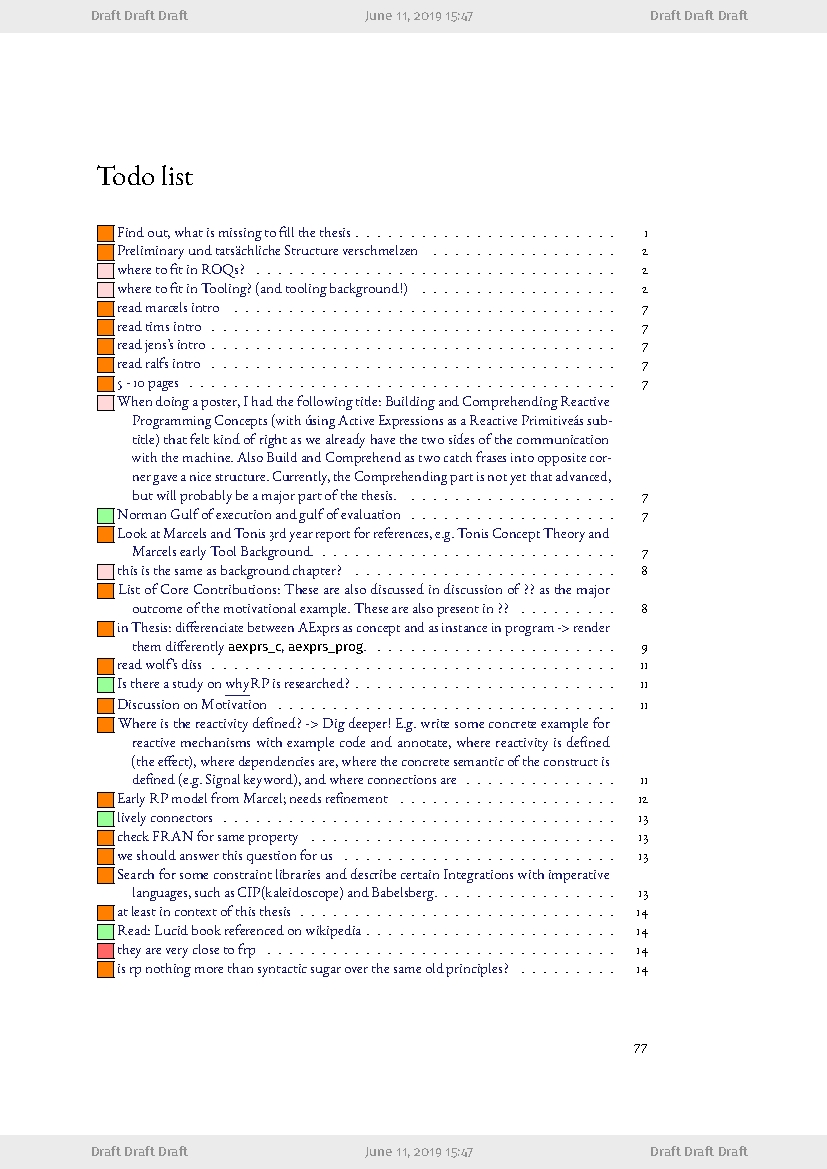 Draft Draft Draft June 11, 2019 15:47 Draft Draft Draft
Todo list
Find out, what is missing to fill the thesis . . . . . . . . . . . . . . . . . . . . . . . . 1
Preliminary und tatsächliche Structure verschmelzen . . . . . . . . . . . . . . . . . 2
where to fit in ROQs? . . . . . . . . . . . . . . . . . . . . . . . . . . . . . . . . . 2
where to fit in Tooling? (and tooling background!) . . . . . . . . . . . . . . . . . . 2
read marcels intro . . . . . . . . . . . . . . . . . . . . . . . . . . . . . . . . . . . 7
read tims intro . . . . . . . . . . . . . . . . . . . . . . . . . . . . . . . . . . . . . 7
read jens's intro . . . . . . . . . . . . . . . . . . . . . . . . . . . . . . . . . . . . . 7
read ralfs intro . . . . . . . . . . . . . . . . . . . . . . . . . . . . . . . . . . . . . 7
5 - 10 pages . . . . . . . . . . . . . . . . . . . . . . . . . . . . . . . . . . . . . . . 7
When doing a poster, I had the following title: Building and Comprehending Reactive
Programming Concepts (with úsing Active Expressions as a Reactive Primitiveás sub-
title) that felt kind of right as we already have the two sides of the communication
with the machine. Also Build and Comprehend as two catch frases into opposite cor-
ner gave a nice structure. Currently, the Comprehending part is not yet that advanced,
but will probably be a major part of the thesis. . . . . . . . . . . . . . . . . . . . 7
Norman Gulf of execution and gulf of evaluation . . . . . . . . . . . . . . . . . . . 7
Look at Marcels and Tonis 3rd year report for references, e.g. Tonis Concept Theory and
Marcels early Tool Background. . . . . . . . . . . . . . . . . . . . . . . . . . . . 7
this is the same as background chapter? . . . . . . . . . . . . . . . . . . . . . . . . 8
List of Core Contributions: These are also discussed in discussion of ?? as the major
outcome of the motivational example. These are also present in ?? . . . . . . . . . 8
in Thesis: differenciate between AExprs as concept and as instance in program -> render
them differently aexprs_c, aexprs_prog. . . . . . . . . . . . . . . . . . . . . . . . 9
read wolf's diss . . . . . . . . . . . . . . . . . . . . . . . . . . . . . . . . . . . . . 11
Is there a study on why RP is researched? . . . . . . . . . . . . . . . . . . . . . . . . 11
Discussion on Motivation . . . . . . . . . . . . . . . . . . . . . . . . . . . . . . . 11
Where is the reactivity defined? -> Dig deeper! E.g. write some concrete example for
reactive mechanisms with example code and annotate, where reactivity is defined
(the effect), where dependencies are, where the concrete semantic of the construct is
defined (e.g. Signal keyword), and where connections are . . . . . . . . . . . . . . 11
Early RP model from Marcel; needs refinement . . . . . . . . . . . . . . . . . . . . 12
lively connectors . . . . . . . . . . . . . . . . . . . . . . . . . . . . . . . . . . . . 13
check FRAN for same property . . . . . . . . . . . . . . . . . . . . . . . . . . . . 13
we should answer this question for us . . . . . . . . . . . . . . . . . . . . . . . . . 13
Search for some constraint libraries and describe certain Integrations with imperative
languages, such as CIP(kaleidoscope) and Babelsberg. . . . . . . . . . . . . . . . . 13
at least in context of this thesis . . . . . . . . . . . . . . . . . . . . . . . . . . . . . 14
Read: Lucid book referenced on wikipedia . . . . . . . . . . . . . . . . . . . . . . . 14
they are very close to frp . . . . . . . . . . . . . . . . . . . . . . . . . . . . . . . . 14
is rp nothing more than syntactic sugar over the same old principles? . . . . . . . . . 14
77
Draft Draft Draft June 11, 2019 15:47 Draft Draft Draft